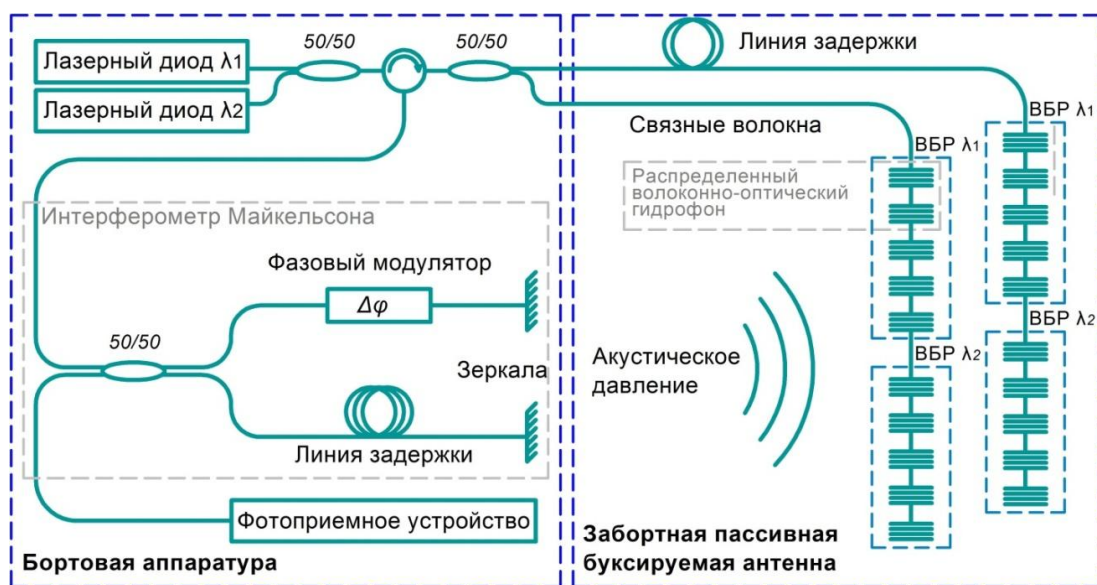 50/50
50/50
Лазерный диод λ1
Лазерный диод λ2
Линия задержки
ВБР λ1
Связные волокна
ВБР λ1
Распределенный
волоконно-оптический
гидрофон
Интерферометр Майкельсона
Фазовый модулятор
Δφ
50/50
Зеркала
Линия задержки
Акустическое
давление
ВБР λ2
ВБР λ2
Фотоприемное устройство
Бортовая аппаратура
Забортная пассивная
буксируемая антенна